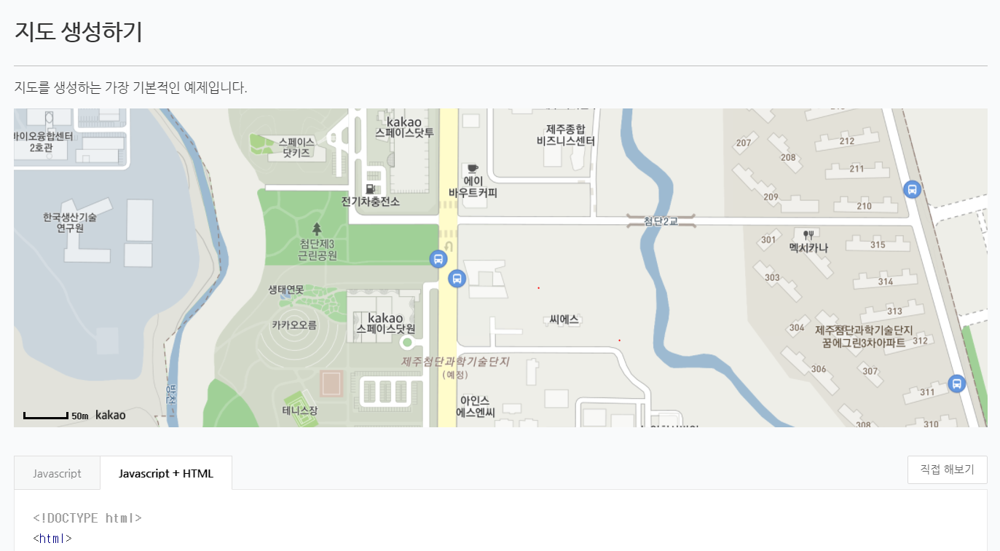 지도 생성하기
지도를 생성하는 가장 기본적인 예제입니다.
바이오융합센터
2호관
스페이스
닷키즈
kakao
스페이스닷투
제주종합
비즈니스센터
207
208
212
211
에이
바우트커피
전기차충전소
209
210
한국생산기술
연구원
첨단2교
첨단제3
근린공원
301
멕시카나
315
303
314
생태연못
카카오오름
kakao
스페이스닷원
씨에스
313
304
제주첨단과학기술단지
꿈에그린3차아파트
312
제주첨단과학기술단지
(예정)
306
307
311
방천
아인스
에스엔씨
테니스장
308
310
50m kakao
Javascript
Javascript + HTML
직접 해보기
<!DOCTYPE html>
<html>